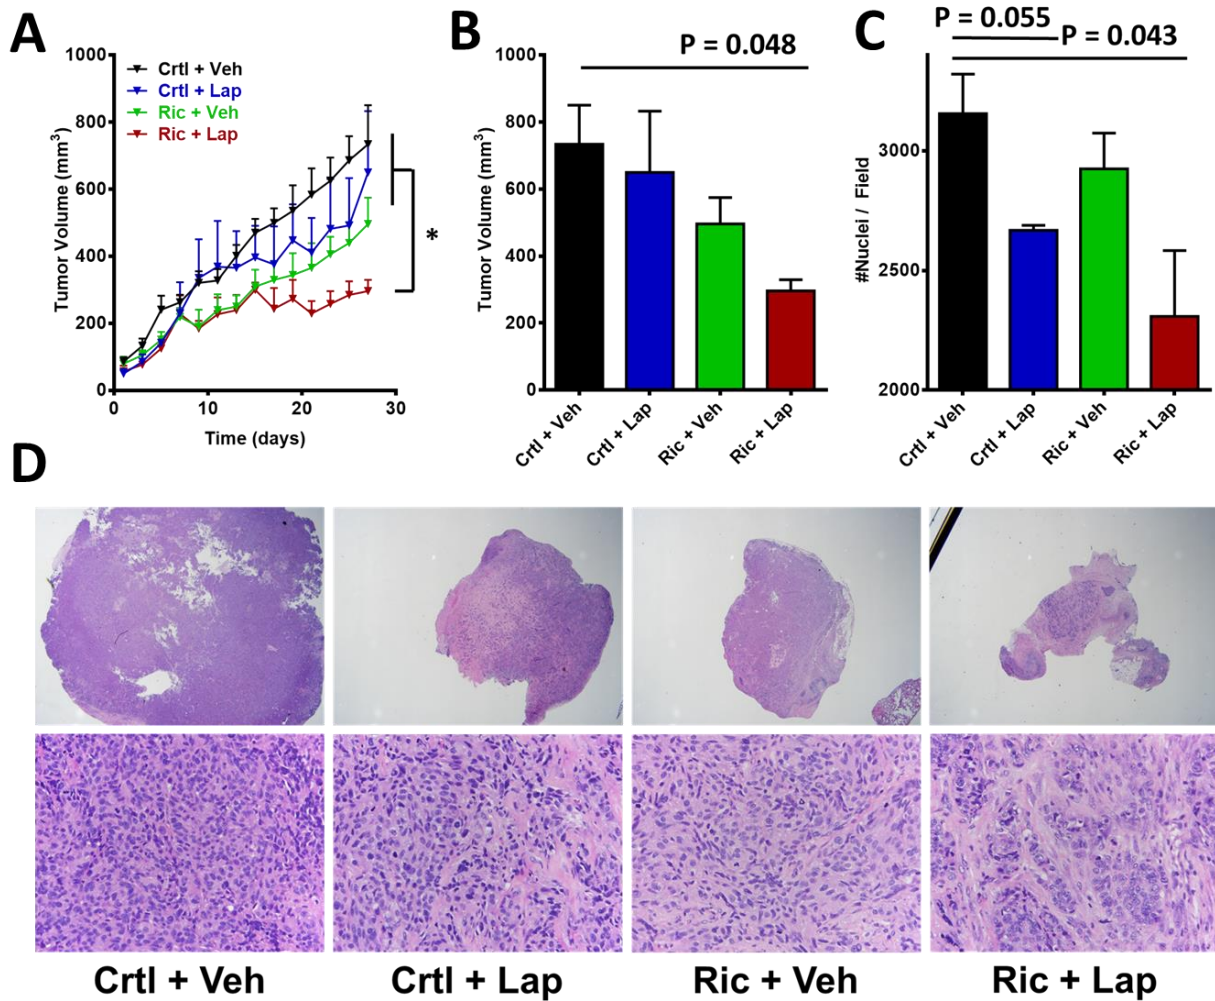 A
Tumor Volume (mm3)
1000
800
600
400
200
0
0
10
20
30
Time (days)
Crtl + Veh
Crtl + Lap
Ric + Veh
Ric + Lap
*
B
P = 0.048
Tumor Volume (mm3)
1000
800
600
400
200
0
Crtl + Veh
Crtl + Lap
Ric + Veh
Ric + Lap
C
P = 0.055
P = 0.043
#Nuclei / Field
3000
2500
2000
Crtl + Veh
Crtl + Lap
Ric + Veh
Ric + Lap
D
Crtl + Veh
Crtl + Lap
Ric + Veh
Ric + Lap